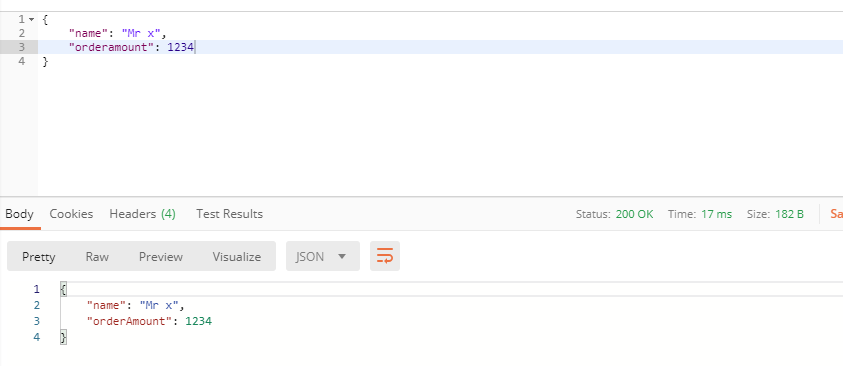 1 {
2 "name": "Mr x",
3 "orderamount": 1234
4 }
Body Cookies Headers (4) Test Results Status: 200 OK Time: 17 ms Size: 182 B Sa
Pretty Raw Preview Visualize JSON
1 {
2 "name": "Mr x",
3 "orderAmount": 1234
4 }